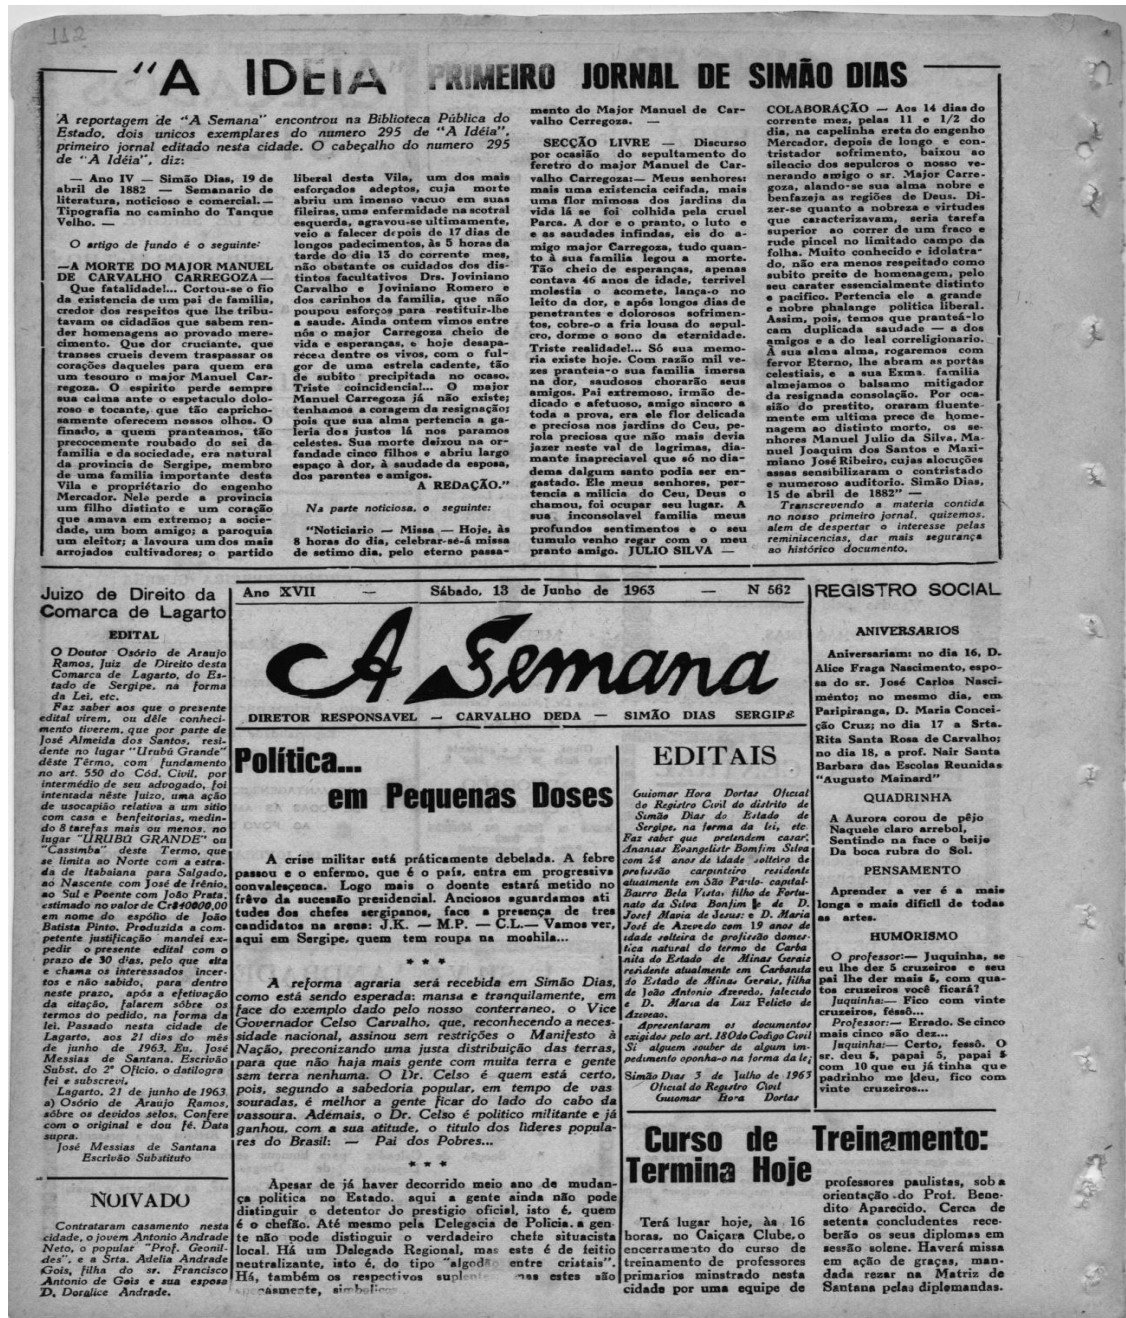 112
"A IDEIA" PRIMEIRO JORNAL DE SIMÃO DIAS
A reportagem de "A Semana" encontrou na Biblioteca Pública do
Estado, dois unicos exemplares do numero 295 de "A Idéia",
primeiro jornal editado nesta cidade. O cabeçalho do numero 295
de "A Idéia", diz:
— Ano IV — Simão Dias, 19 de
abril de 1882 — Semanario de
literatura, noticioso e comercial.—
Tipografia no caminho do Tanque
Velho. —
O artigo de fundo é o seguinte:
—A MORTE DO MAJOR MANUEL
DE CARVALHO CARREGOZA —
Que fatalidade!... Cortou-se o fio
da existencia de um pai de familia,
credor dos respeitos que lhe tribu-
tavam os cidadãos que sabem ren-
der homenagens ao provado mere-
cimento. Que dor cruciante, que
transes crueis devem traspassar os
corações daqueles para quem era
um tesouro o major Manuel Car-
regoza. O espirito perde sempre
sua calma ante o espetaculo dolo-
roso e tocante, que tão capricho-
samente oferecem nossos olhos. O
finado, a quem pranteamos, tão
precocemente roubado do sei da
familia e da sociedade, era natural
da provincia de Sergipe, membro
de uma familia importante desta
Vila e proprietário do engenho
Mercador. Nele perde a provincia
um filho distinto e um coração
que amava em extremo; a socie-
dade, um bom amigo; a paroquia
um eleitor; a lavoura um dos mais
arrojados cultivadores; o partido
liberal desta Vila, um dos mais
esforçados adeptos, cuja morte
abriu um imenso vacuo em suas
fileiras, uma enfermidade na scotral
esquerda, agravou-se ultimamente,
veio a falecer depois de 17 dias de
longos padecimentos, às 5 horas da
tarde do dia 13 do corrente mes,
não obstante os cuidados dos dis-
tintos facultativos Drs. Joviniano
Carvalho e Joviniano Romero e
dos carinhos da familia, que não
poupou esforços para restituir-lhe
a saude. Ainda ontem vimos entre
nós o major Carregoza cheio de
vida e esperanças, e hoje desapa-
receu dentre os vivos, com o ful-
gor de uma estrela cadente, tão
de subito precipitada no ocaso.
Triste coincidencia!... O major
Manuel Carregoza já não existe;
tenhamos a coragem da resignação;
pois que sua alma pertencia a ga-
leria dos justos lá nos paramos
celéstes. Sua morte deixou na or-
fandade cinco filhos e abriu largo
espaço à dor, à saudade da esposa,
dos parentes e amigos.
A REDAÇÃO."
Na parte noticiosa, o seguinte:
"Noticiario — Missa — Hoje, às
8 horas do dia, celebrar-se-á missa
de setimo dia, pelo eterno passa-
mento do Major Manuel de Car-
valho Cerregoza. —
SECÇÃO LIVRE — Discurso
por ocasião do sepultamento do
feretro do major Manuel de Car-
valho Carregoza:— Meus senhores:
mais uma existencia ceifada, mais
uma flor mimosa dos jardins da
vida lá se foi colhida pela cruel
Parca. A dor e o pranto, o luto e
e as saudades infindas, eis do a-
migo major Carregoza, tudo quan-
to à sua família legou a morte.
Tão cheio de esperanças, apenas
contava 46 anos de idade, terrivel
molestia o acomete, lança-o no
leito da dor, e após longos dias de
penetrantes e dolorosos sofrimen-
tos, cobre-o a fria lousa do sepul-
cro, dorme o sono da eternidade.
Triste realidade!... Só sua memo-
ria existe hoje. Com razão mil ve-
zes pranteia-o sua familia imersa
na dor, saudosos chorarão seus
amigos. Pai extremoso, irmão de-
dicado e afetuoso, amigo sincero a
toda a prova, era ele flor delicada
e preciosa nos jardins do Ceu, pe-
rola preciosa que não mais devia
jazer neste val de lagrimas, dia-
mante inapreciavel que só no dia-
dema dalgum santo podia ser en-
gastado. Ele meus senhores, per-
tencia a milicia do Ceu, Deus o
chamou, foi ocupar seu lugar. A
sua inconsolavel familia meus
profundos sentimentos e o seu
tumulo venho regar com o meu
pranto amigo. JÚLIO SILVA —
COLABORAÇÃO — Aos 14 dias do
corrente mez, pelas 11 e 1/2 do
dia, na capelinha ereta do engenho
Mercador, depois de longo e con-
tristador sofrimento, baixou ao
silencio dos sepulcros o nosso ve-
nerando amigo o sr. Major Carre-
goza, alando-se sua alma nobre e
benfazeja as regiões de Deus. Di-
zer-se quanto a nobreza e virtudes
que caracterizavam, seria tarefa
superior ao correr de um fraco e
rude pincel no limitado campo da
folha. Muito conhecido e idolatra-
do, não era menos respeitado como
subito preito de homenagem, pelo
seu carater essencialmente distinto
e pacifico. Pertencia ele a grande
e nobre phalange politica liberal.
Assim, pois, temos que pranteá-lo
cam duplicada saudade — a dos
amigos e a do leal correligionario.
À sua alma alma, rogaremos com
fervor Eterno, lhe abram as portas
celestiais, e a sua Exma. familia
almejamos o balsamo mitigador
da resignada consolação. Por oca-
sião do prestito, oraram fluente-
mente em ultima prece de home-
nagem ao distinto morto, os se-
nhores Manuel Julio da Silva, Ma-
nuel Joaquim dos Santos e Maxi-
miano José Ribeiro, cujas alocuções
assas sensibilizaram o contristado
e numeroso auditorio. Simão Dias,
15 de abril de 1882" —
Transcrevendo a materia contida
no nosso primeiro jornal, quizemos,
alem de despertar o interesse pelas
reminiscencias, dar mais segurança
ao histórico documento.
Juizo de Direito da
Comarca de Lagarto
EDITAL
O Doutor Osório de Araujo
Ramos, Juiz de Direito desta
Comarca de Lagarto, do Es-
tado de Sergipe, na forma
da Lei, etc.
Faz saber aos que o presente
edital virem, ou dêle conheci-
mento tiverem, que por parte de
José Almeida dos Santos, resi-
dente no lugar "Urubú Grande"
dêste Têrmo, com fundamento
no art. 550 do Cód. Civil, por
intermédio de seu advogado, foi
intentada nêste Juizo, uma ação
de usocapião relativa a um sitio
com casa e benfeitorias, medin-
do 8 tarefas mais ou menos, no
lugar "URUBÚ GRANDE" ou
"Cassimba" deste Termo, que
se limita ao Norte com a estra-
da de Itabaiana para Salgado,
ao Nascente com José de Irênio,
ao Sul e Poente com João Prata,
estimado no valor de Cr$40000,00
em nome do espólio de João
Batista Pinto. Produzida a com-
petente justificação mandei ex-
pedir o presente edital com o
prazo de 30 dias, pelo que cita
e chama os interessados incer-
tos e não sabido, para dentro
neste prazo, após a efetivação
da citação, falarem sôbre os
termos do pedido, na forma da
lei. Passado nesta cidade de
Lagarto, aos 21 dias do mês
de junho de 1963. Eu, José
Messias de Santana, Escrivão
Subst. do 2º Oficio. o datilogra
fei e subscrevi.
Lagarto, 21 de junho de 1963.
a) Osório de Araujo Ramos,
sôbre os devidos selos. Confere
com o original e dou fé. Data
supra.
José Messias de Santana
Escrivão Substituto
NOIVADO
Contrataram casamento nesta
cidade, o jovem Antonio Andrade
Neto, o popular "Prof. Geonil-
des", e a Srta. Adelia Andrade
Gois, filha do sr. Francisco
Antonio de Gois e sua esposa
D. Doralice Andrade.
Ano XVII — Sábado, 13 de Junho de 1963 — N 562
A Semana
DIRETOR RESPONSAVEL — CARVALHO DEDA — SIMÃO DIAS SERGIPE
Política...
em Pequenas Doses
A crise militar está práticamente debelada. A febre
passou e o enfermo, que é o país, entra em progressiva
convalesçenca. Logo mais o doente estará metido no
frêvo da sucessão presidencial. Anciosos aguardamos ati
tudes dos chefes sergipanos, face a presença de tres
candidatos na arena: J.K. — M.P. — C.L.— Vamos ver,
aqui em Sergipe, quem tem roupa na moshila...
* * *
A reforma agraria será recebida em Simão Dias,
como está sendo esperada: mansa e tranquilamente, em
face do exemplo dado pelo nosso conterraneo, o Vice
Governador Celso Carvalho, que, reconhecendo a neces-
sidade nacional, assinou sem restrições o Manifesto à
Nação, preconizando uma justa distribuição das terras,
para que não haja mais gente com muita terra e gente
sem terra nenhuma. O Dr. Celso é quem está certo,
pois, segundo a sabedoria popular, em tempo de vas
souradas, é melhor a gente ficar do lado do cabo da
vassoura. Ademais, o Dr. Celso é politico militante e já
ganhou, com a sua atitude, o titulo dos lideres popula-
res do Brasil: — Pai dos Pobres...
* * *
Apesar de já haver decorrido meio ano de mudan-
ça politica no Estado. aqui a gente ainda não pode
distinguir o detentor do prestigio oficial, isto é, quem
é o chefão. Até mesmo pela Delegacia de Policia, a gen
te não pode distinguir o verdadeiro chefe situacista
local. Há um Delegado Regional, mas este é de feitio
neutralizante, isto é, do tipo "algodão entre cristais".
Há, também os respectivos suplente mas estes são
EDITAIS
Guiomar Hora Dortas Oficial
do Registro Civil do distrito de
Simão Dias do Estado de
Sergipe, na forma da lei, etc.
Faz saber que pretendem casar:
Ananias Evangelistr Bomfim Silva
com 24 anos de idade solteiro de
profissão carpinteiro residente
atualmente em São Paulo- capital-
Bairro Bela Vista, filho de Fortu-
nato da Silva Bonfim e de D.
Josef Mavia de Jesus: e D. Maria
José de Azevedo com 19 anos de
idade solteira de profissão domes-
tica natural do termo de Carba
nita do Estado de Minas Gerais
residente atualmente em Carbonita
do Estado de Minas Gerais, filha
de João Antonio Azevedo, falecido
e D. Maria da Luz Felicio de
Azevedo.
Apresentaram os documentos
exigidos pelo art. 180 do Codigo Civil
Si alguem souber de algum im-
pedimento oponha-o na forma da lei
Simão Dias 3 de Julho de 1963
Oficial do Registro Civil
Guiomar Hora Dortas
REGISTRO SOCIAL
ANIVERSARIOS
Aniversariam: no dia 16, D.
Alice Fraga Nascimento, espo-
sa do sr. José Carlos Nasci-
mênto; no mesmo dia, em
Paripiranga, D. Maria Concei-
ção Cruz; no dia 17 a Srta.
Rita Santa Rosa de Carvalho;
no dia 18, a prof. Nair Santa
Barbara das Escolas Reunidas
"Augusto Mainard"
QUADRINHA
A Aurora corou de pêjo
Naquele claro arrebol,
Sentindo na face o beijo
Da boca rubra do Sol.
PENSAMENTO
Aprender a ver é a mais
longa e mais difícil de todas
as artes.
HUMORISMO
O professor:— Juquinha, se
eu lhe der 5 cruzeiros e seu
pai lhe der mais 5, com qua-
tos cruzeiros você ficará?
Juquinha:— Fico com vinte
cruzeiros, féssô...
Professor:— Errado. Se cinco
mais cinco são dez...
Juquinha:— Certo, fessô. O
sr. deu 5, papai 5, papai 5
com 10 que eu já tinha que
padrinho me deu, fico com
vinte cruzeiros...
Curso de Treinamento:
Termina Hoje
Terá lugar hoje, às 16
horas, no Caiçara Clube, o
encerramento do curso de
treinamento de professores
primarios minstrado nesta
cidade por uma equipe de
professores paulistas, sob a
orientação do Prof. Bene-
dito Aparecido. Cerca de
setenta concludentes rece-
berão os seus diplomas em
sessão solene. Haverá missa
em ação de graças, man-
dada rezar na Matriz de
Santana pelas diplomandas.